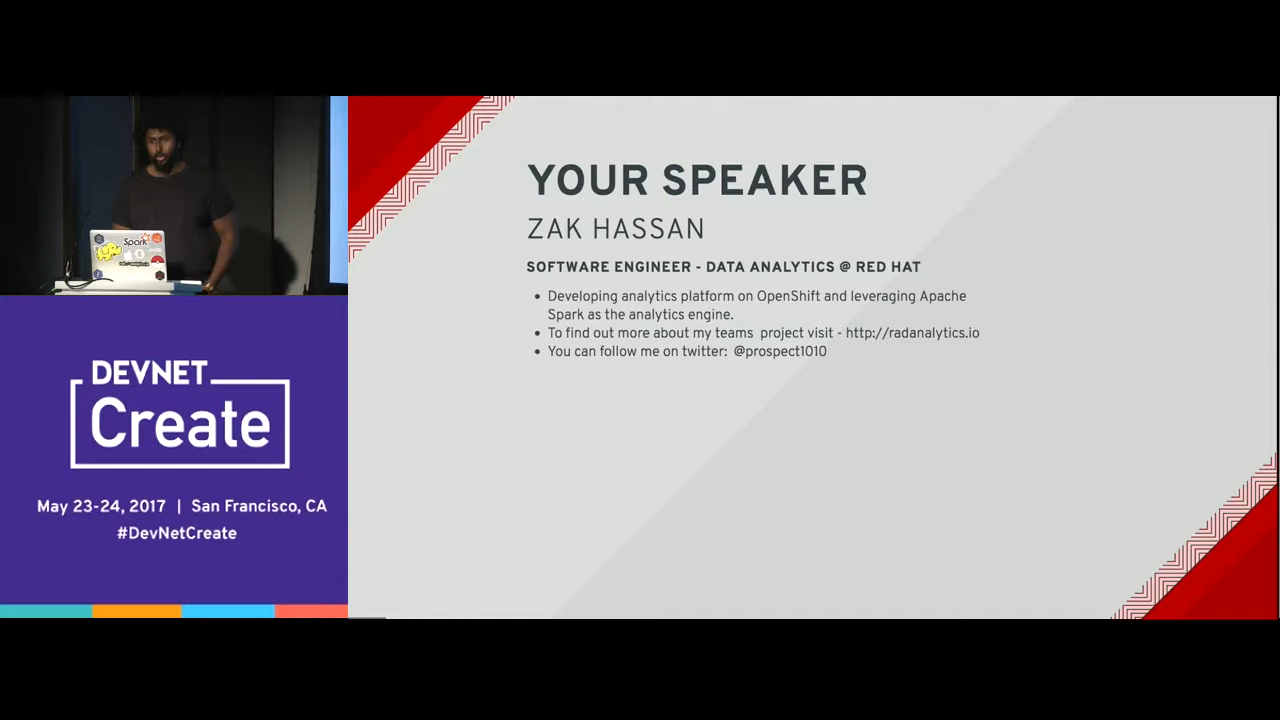 Spark
DEVNET
Create
May 23-24, 2017 | San Francisco, CA
#DevNetCreate
YOUR SPEAKER
ZAK HASSAN
SOFTWARE ENGINEER - DATA ANALYTICS @ RED HAT
• Developing analytics platform on OpenShift and leveraging Apache
Spark as the analytics engine.
• To find out more about my teams project visit - http://radanalytics.io
• You can follow me on twitter: @prospect1010